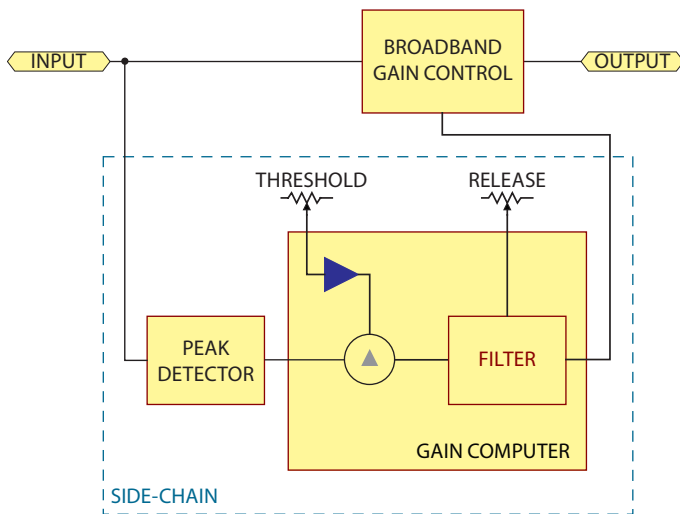 INPUT
BROADBAND
GAIN CONTROL
OUTPUT
THRESHOLD
RELEASE
PEAK
DETECTOR
FILTER
GAIN COMPUTER
SIDE-CHAIN